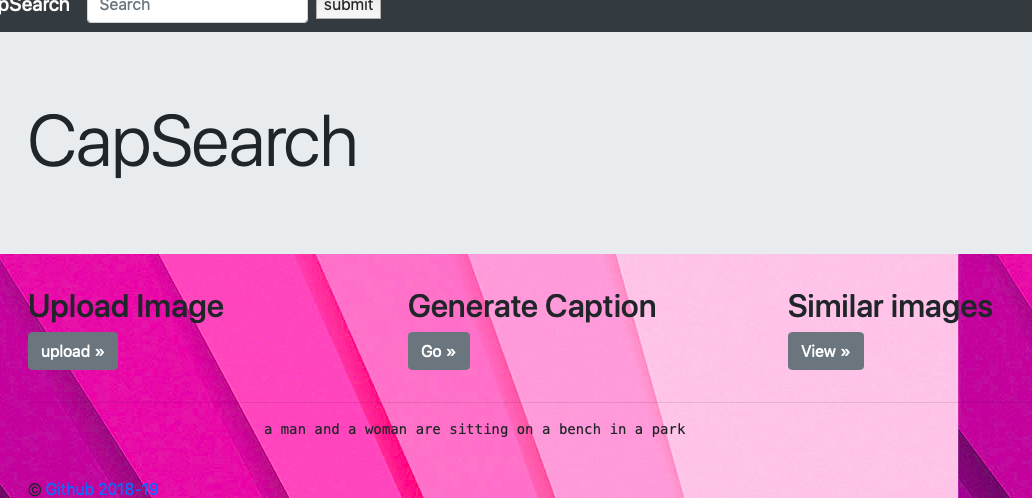 pSearch Search submit
CapSearch
Upload Image Generate Caption Similar images
upload » Go » View »
a man and a woman are sitting on a bench in a park
© Github 2018-19